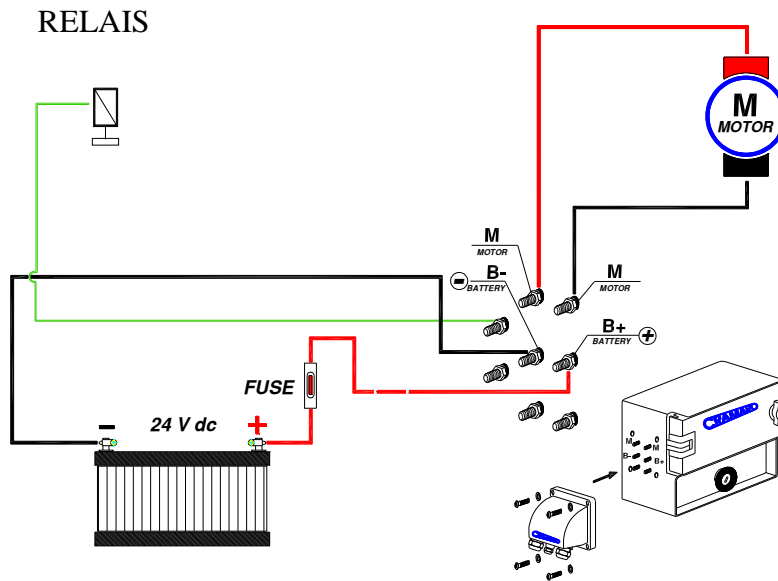 RELAIS
M
MOTOR
M
MOTOR
B-
BATTERY
M
MOTOR
B+
BATTERY
FUSE
- 24 V dc +
M
M
B-
B+